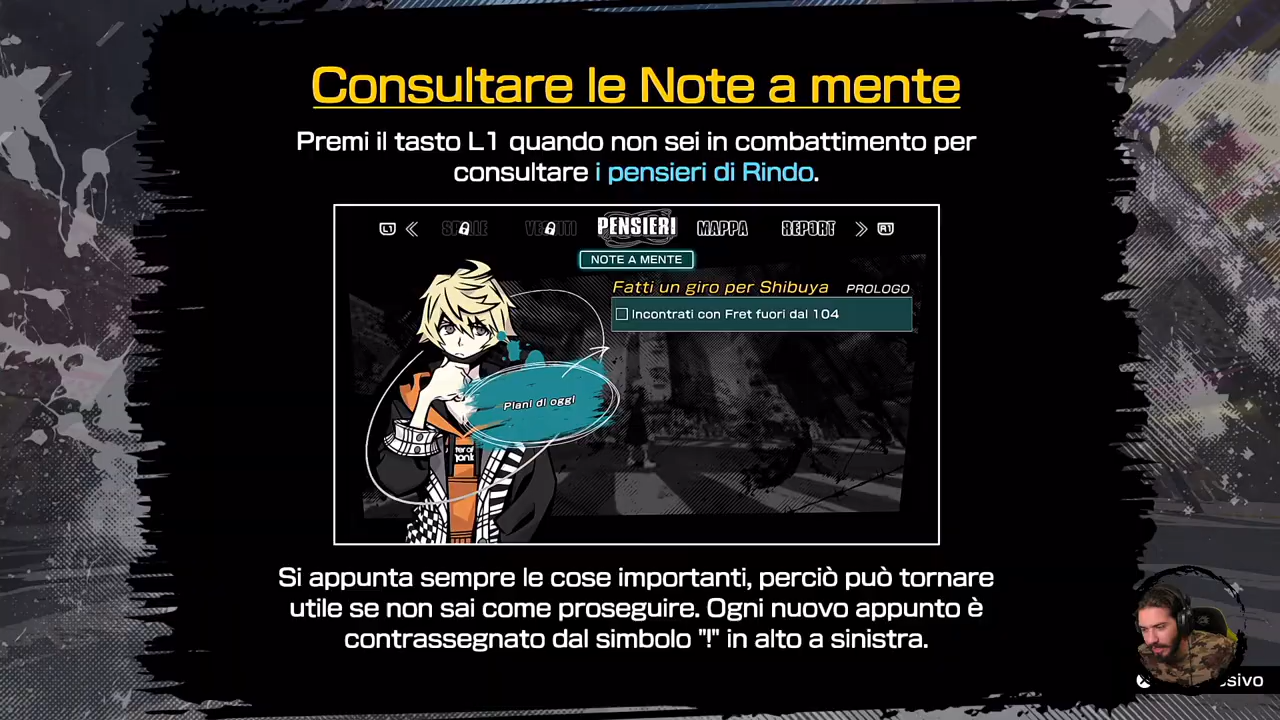 Consultare le Note a mente
Premi il tasto L1 quando non sei in combattimento per
consultare i pensieri di Rindo.
L1 PENSIERI MAPPA REPORT R1
NOTE A MENTE
Fatti un giro per Shibuya PROLOGO
Incontrati con Fret fuori dal 104
Piani di oggi
Si appunta sempre le cose importanti, perciò può tornare
utile se non sai come proseguire. Ogni nuovo appunto è
contrassegnato dal simbolo "!" in alto a sinistra.